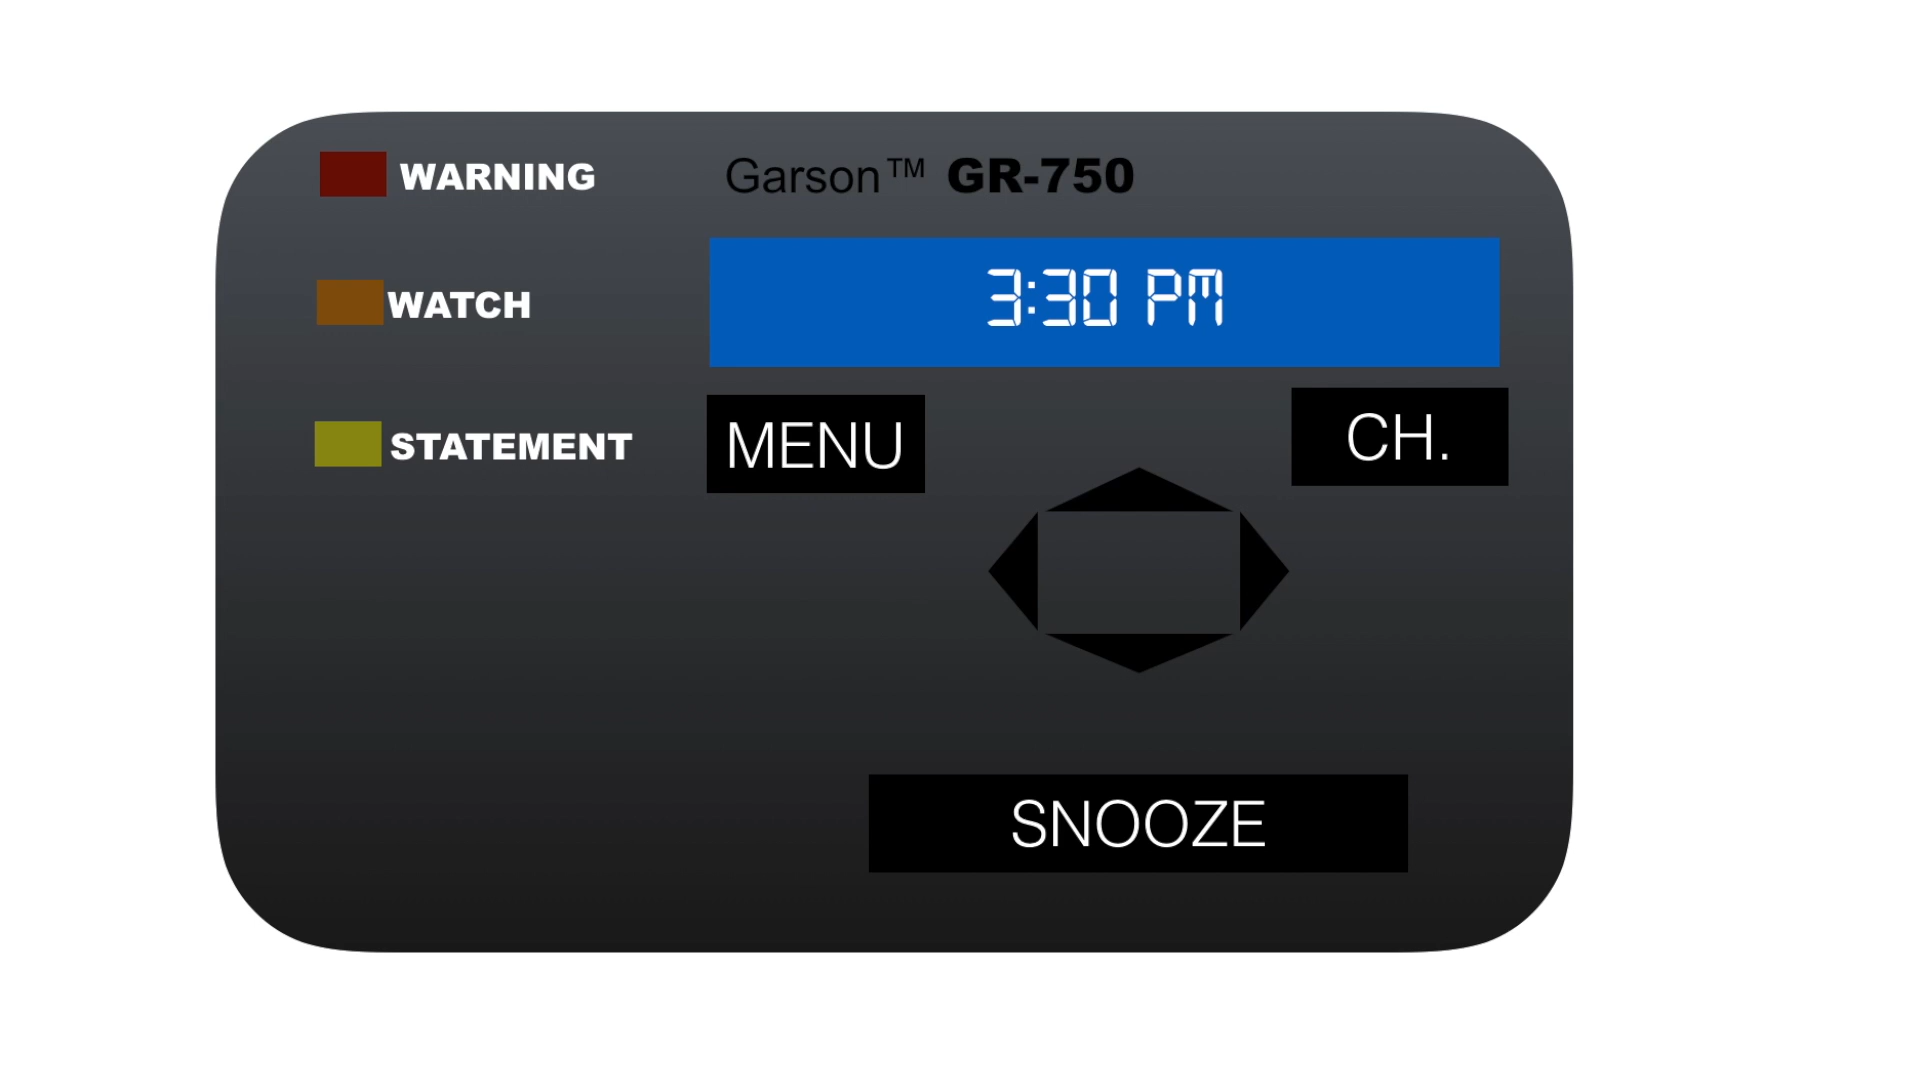 WARNING
Garson™ GR-750
WATCH
3:30 PM
STATEMENT
MENU
CH.
SNOOZE